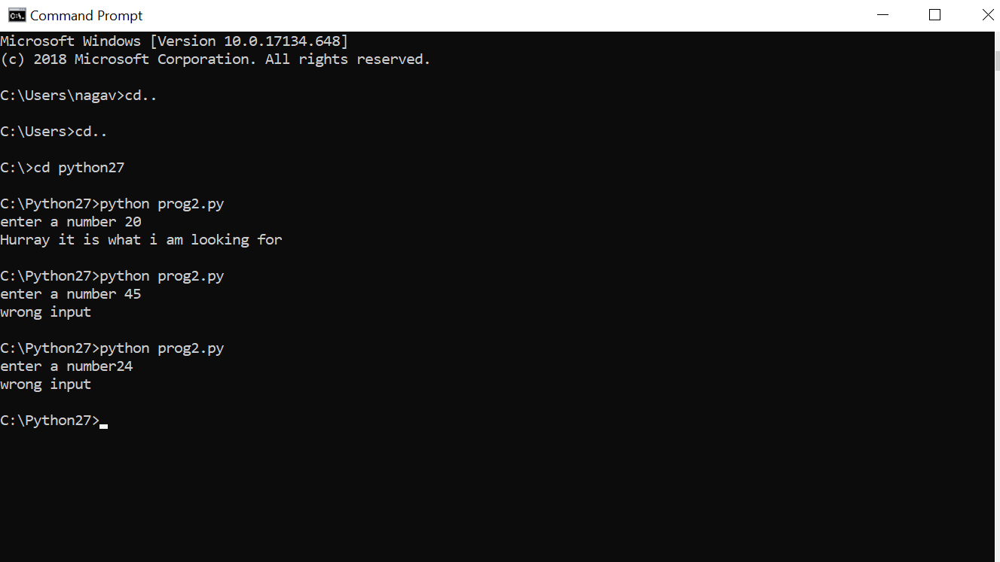 Command Prompt
Microsoft Windows [Version 10.0.17134.648]
(c) 2018 Microsoft Corporation. All rights reserved.
C:\Users\nagav>cd..
C:\Users>cd..
C:\>cd python27
C:\Python27>python prog2.py
enter a number 20
Hurray it is what i am looking for
C:\Python27>python prog2.py
enter a number 45
wrong input
C:\Python27>python prog2.py
enter a number24
wrong input
C:\Python27>